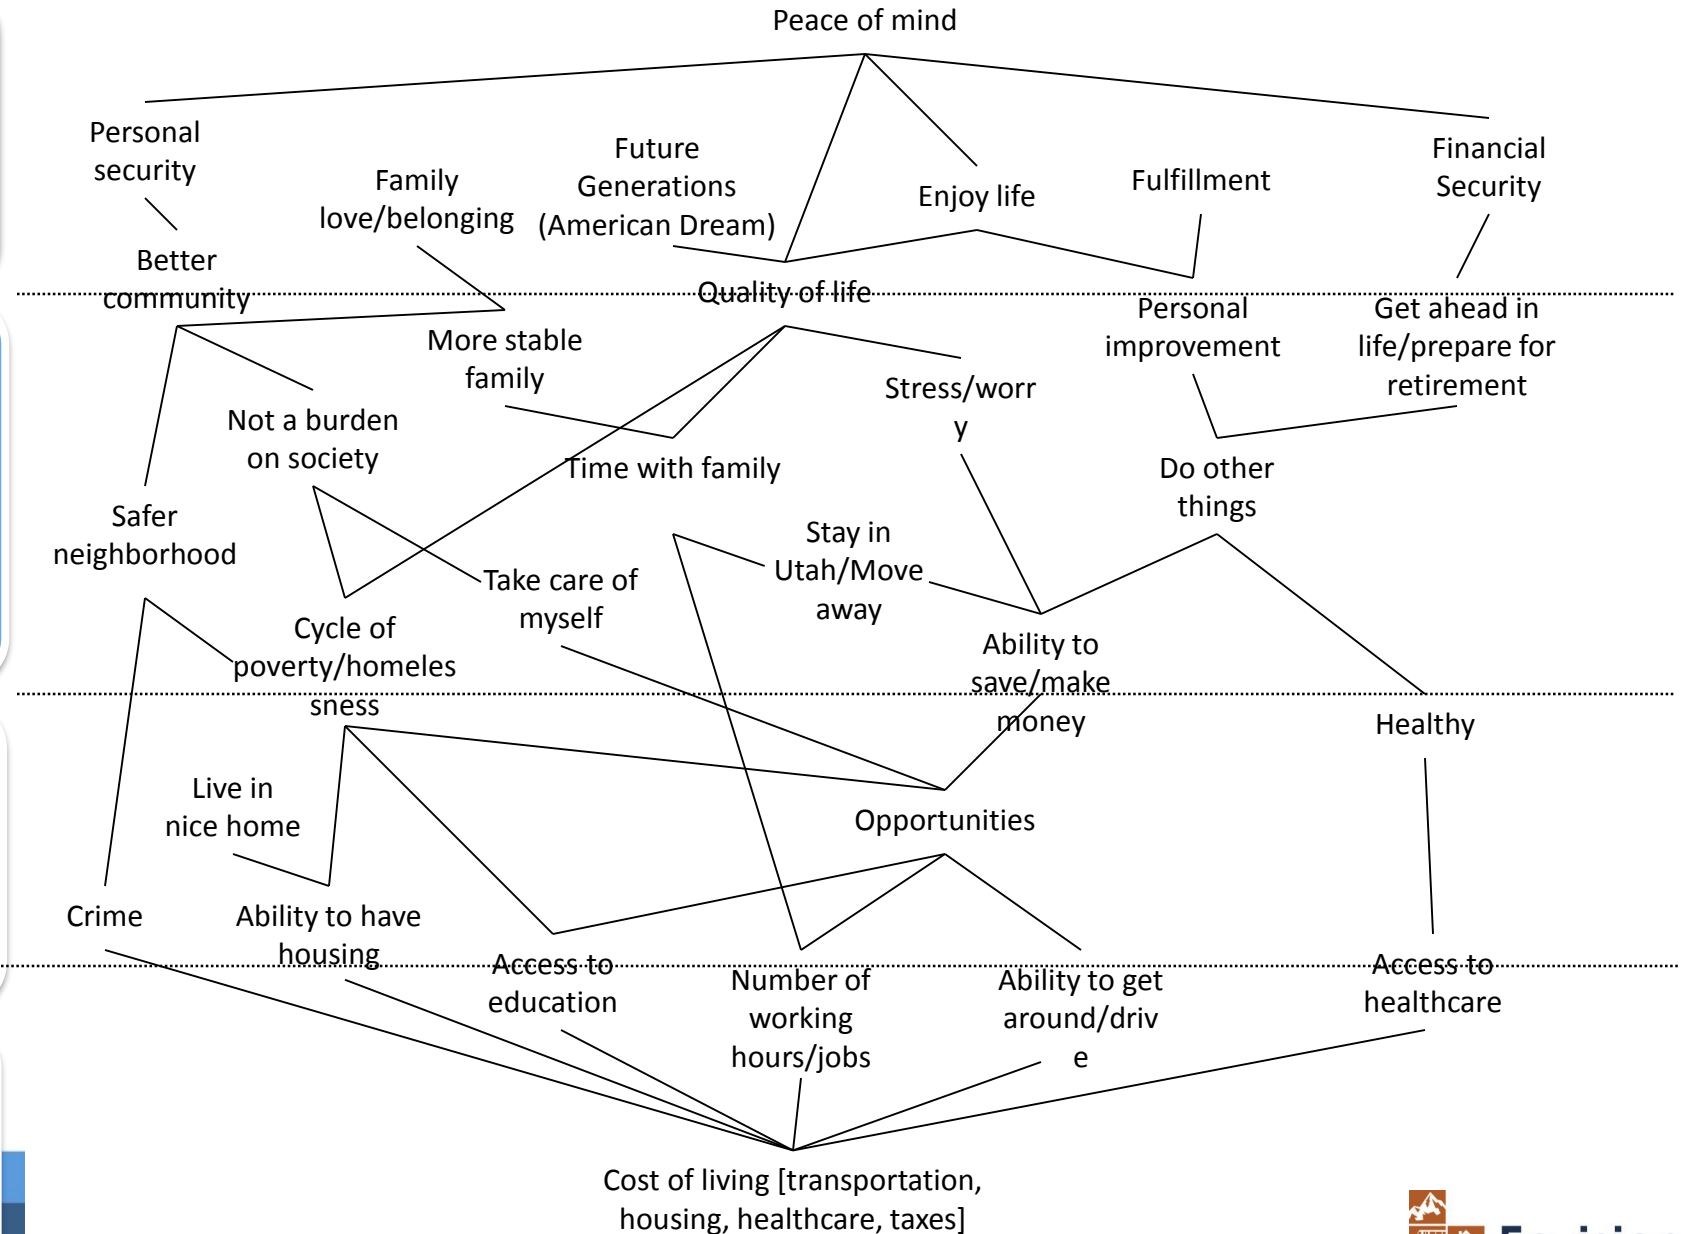 Peace of mind
Personal
security
Family
love/belonging
Future
Generations
(American Dream)
Enjoy life
Fulfillment
Financial
Security
Better
community
Quality of life
More stable
family
Personal
improvement
Get ahead in
life/prepare for
retirement
Stress/worr
y
Not a burden
on society
Time with family
Do other
things
Safer
neighborhood
Stay in
Utah/Move
away
Take care of
myself
Cycle of
poverty/homeles
sness
Ability to
save/make
money
Healthy
Live in
nice home
Opportunities
Crime
Ability to have
housing
Access to
education
Number of
working
hours/jobs
Ability to get
around/driv
e
Access to
healthcare
Cost of living [transportation,
housing, healthcare, taxes]